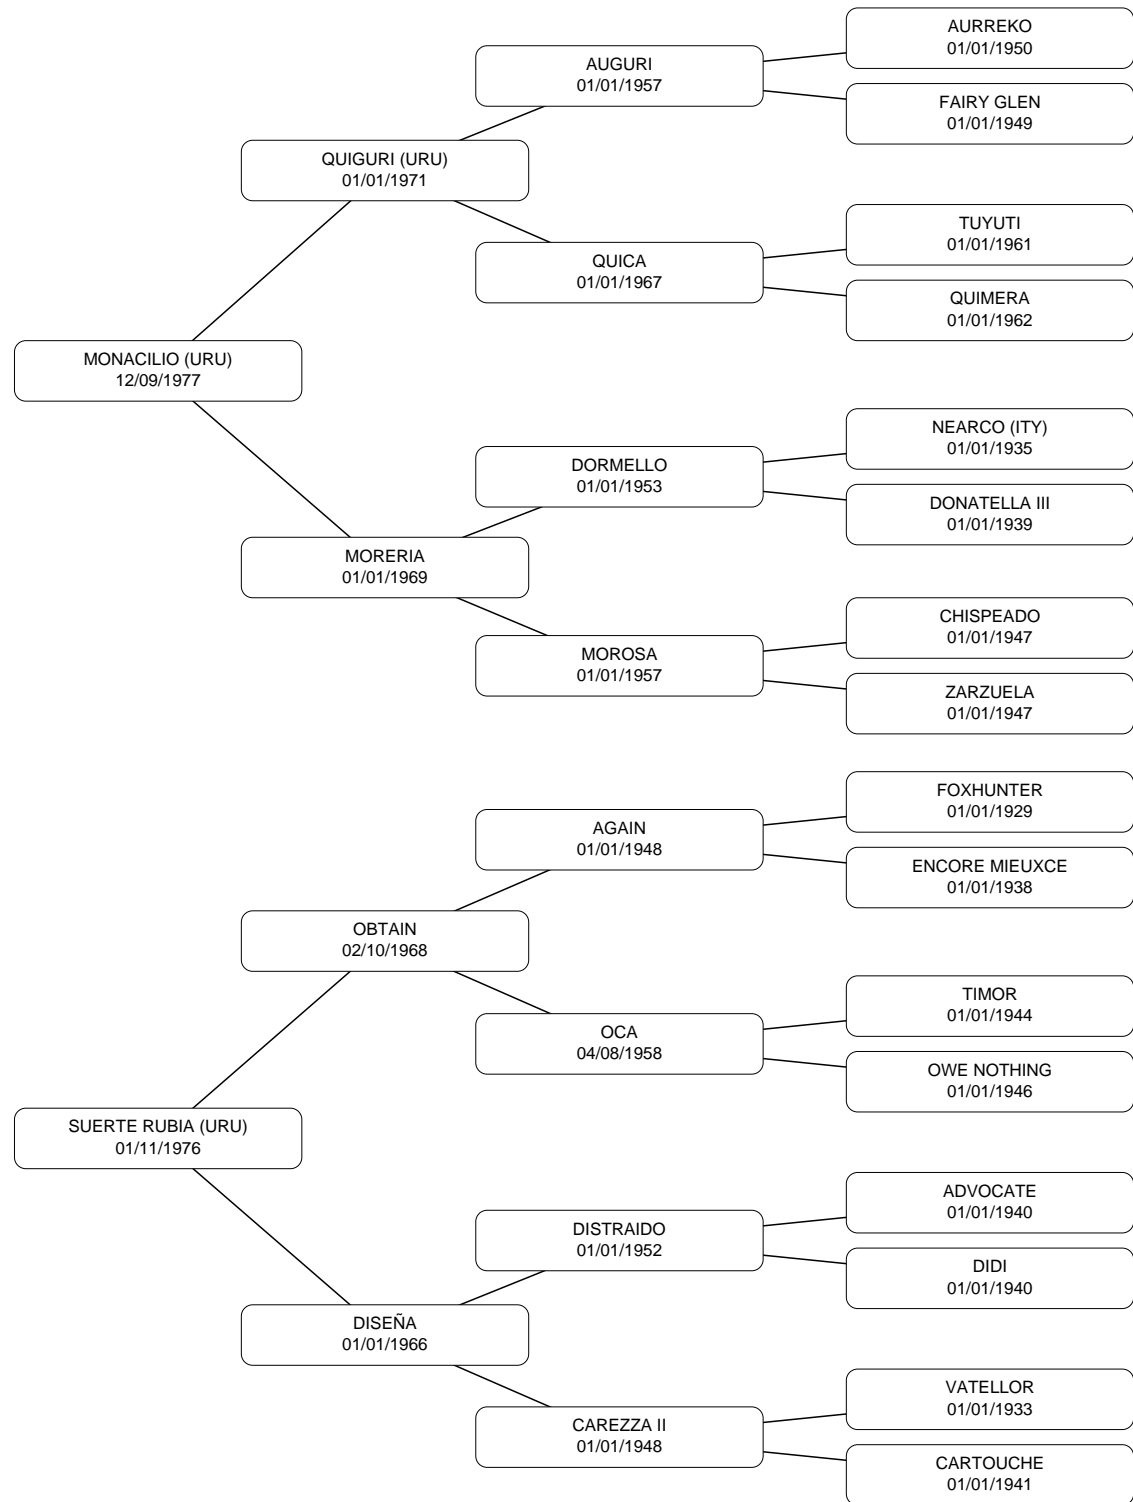 AURREKO
01/01/1950
AUGURI
01/01/1957
FAIRY GLEN
01/01/1949
QUIGURI (URU)
01/01/1971
TUYUTI
01/01/1961
QUICA
01/01/1967
QUIMERA
01/01/1962
MONACILIO (URU)
12/09/1977
NEARCO (ITY)
01/01/1935
DORMELLO
01/01/1953
DONATELLA III
01/01/1939
MORERIA
01/01/1969
CHISPEADO
01/01/1947
MOROSA
01/01/1957
ZARZUELA
01/01/1947
FOXHUNTER
01/01/1929
AGAIN
01/01/1948
ENCORE MIEUXCE
01/01/1938
OBTAIN
02/10/1968
TIMOR
01/01/1944
OCA
04/08/1958
OWE NOTHING
01/01/1946
SUERTE RUBIA (URU)
01/11/1976
ADVOCATE
01/01/1940
DISTRAIDO
01/01/1952
DIDI
01/01/1940
DISEÑA
01/01/1966
VATELLOR
01/01/1933
CAREZZA II
01/01/1948
CARTOUCHE
01/01/1941